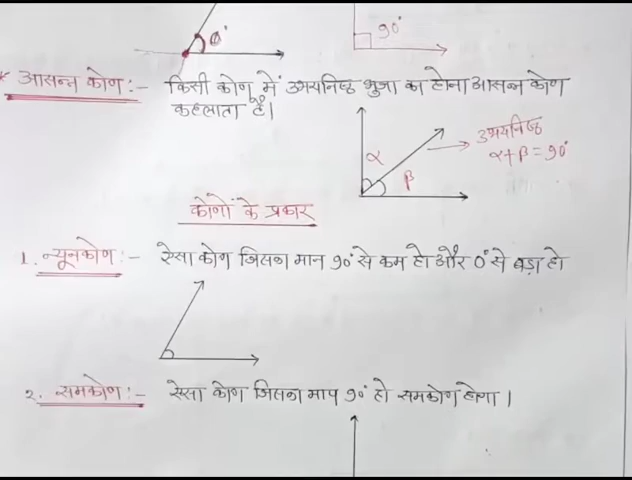 θ°
90°
* आसन्न कोण :- किसी कोण में उभयनिष्ठ भुजा का होना आसन्न कोण
कहलाता है।
उभयनिष्ठ
α+β=90°
α
β
कोणों के प्रकार
1. न्यूनकोण :- ऐसा कोण जिसका मान 90° से कम हो और 0° से बड़ा हो
2. समकोण :- ऐसा कोण जिसका माप 90° हो समकोण होगा।